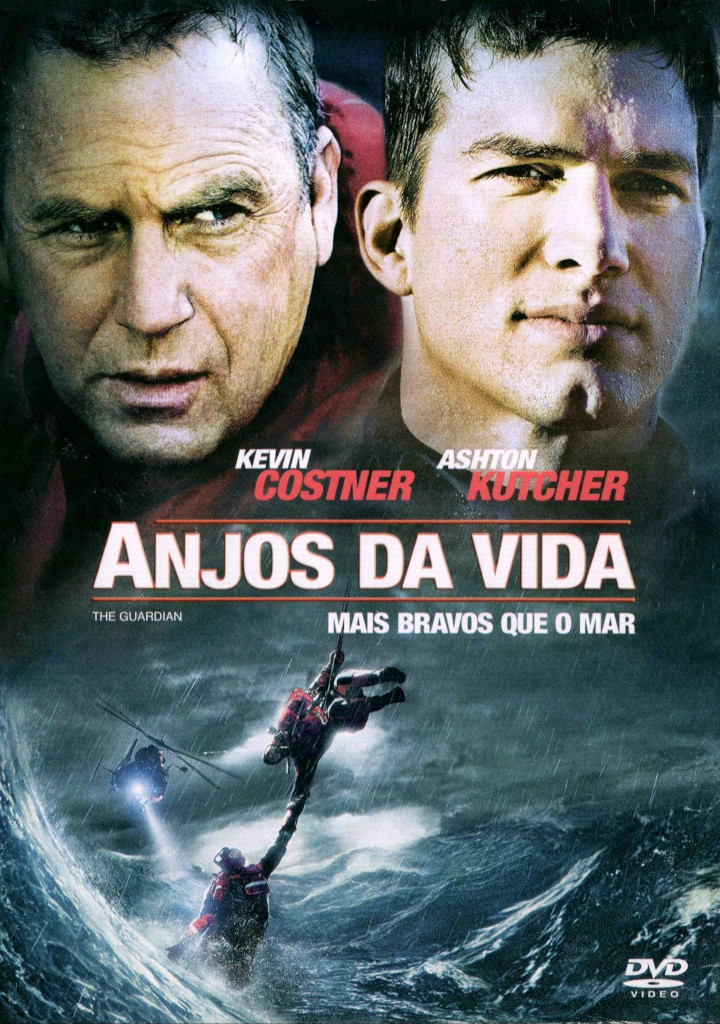 KEVIN
COSTNER
ASHTON
KUTCHER
ANJOS DA VIDA
THE GUARDIAN
MAIS BRAVOS QUE O MAR
DVD
VIDEO